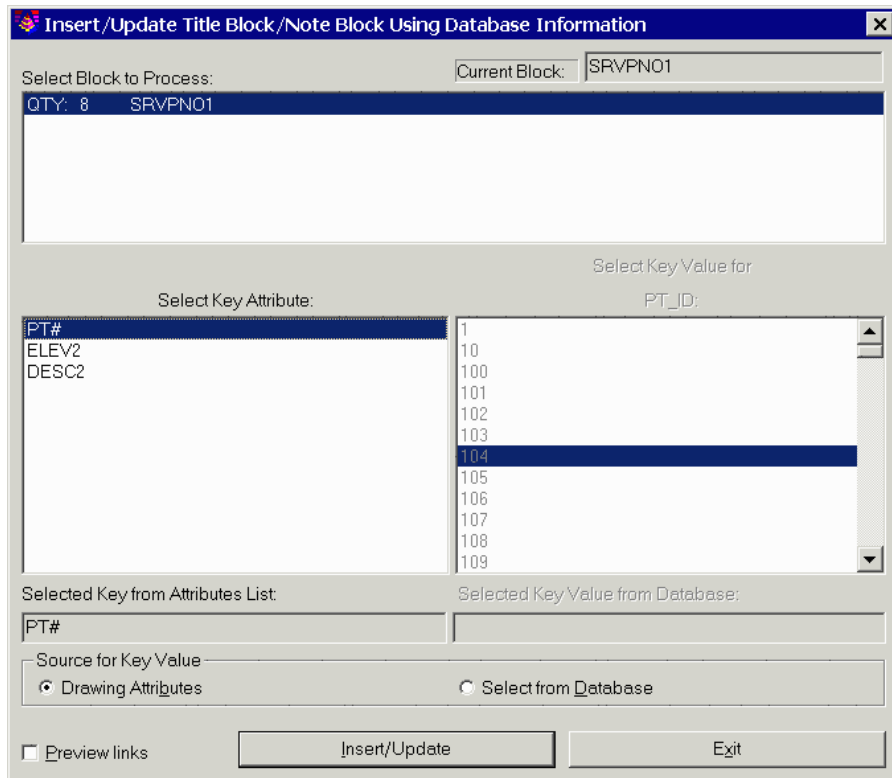 Insert/Update Title Block/Note Block Using Database Information
Select Block to Process:
Current Block:
SRVPNO1
QTY: 8 SRVPNO1
Select Key Value for
Select Key Attribute:
PT_ID:
PT#
ELEV2
DESC2
1
10
100
101
102
103
104
105
106
107
108
109
Selected Key from Attributes List:
Selected Key Value from Database:
PT#
Source for Key Value
Drawing Attributes
Select from Database
Preview links
Insert/Update
Exit